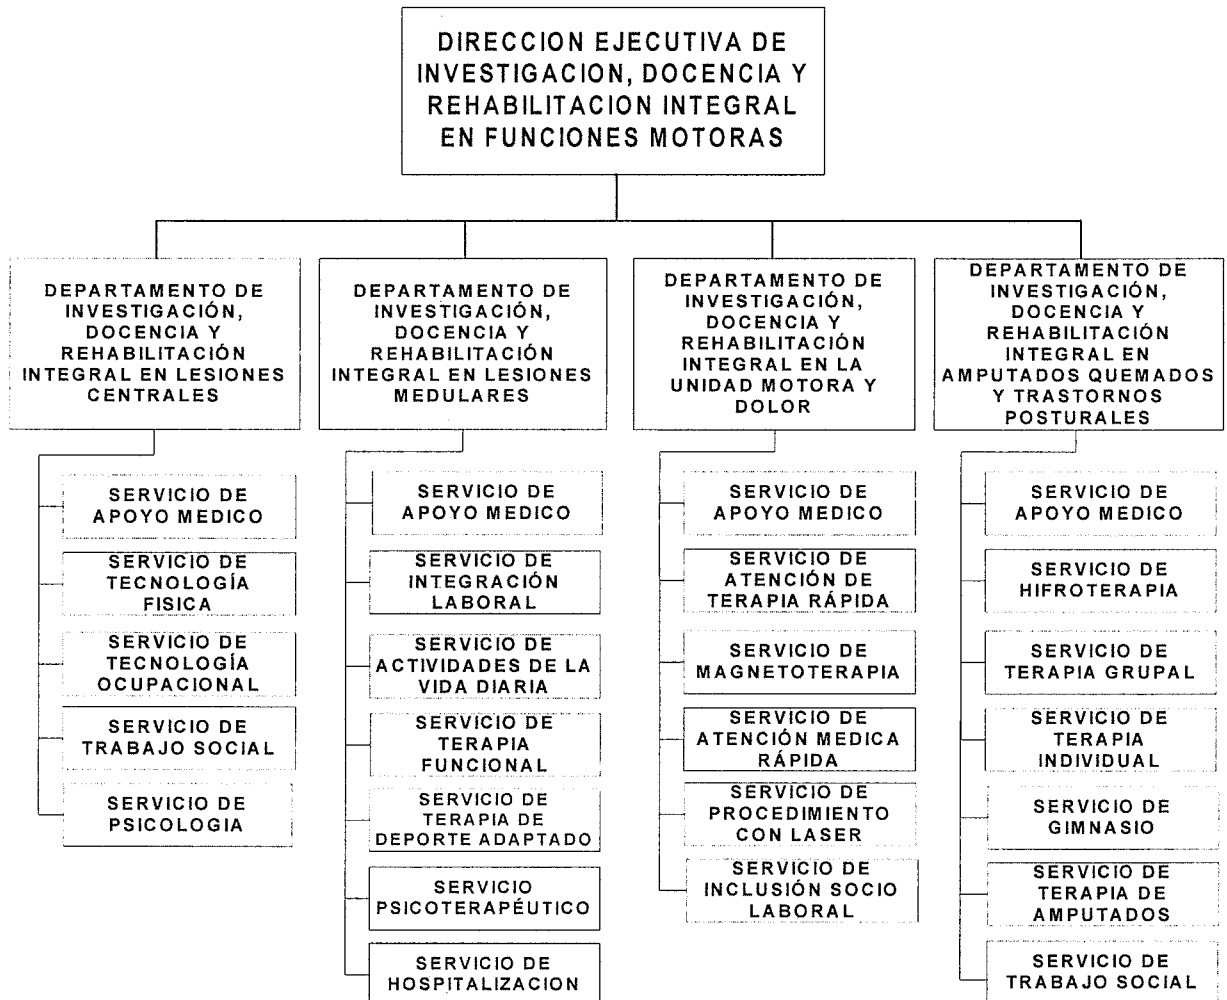 DIRECCION EJECUTIVA DE
INVESTIGACION, DOCENCIA Y
REHABILITACION INTEGRAL
EN FUNCIONES MOTORAS
DEPARTAMENTO DE
INVESTIGACIÓN,
DOCENCIA Y
REHABILITACIÓN
INTEGRAL EN LESIONES
CENTRALES
SERVICIO DE
APOYO MEDICO
SERVICIO DE
TECNOLOGÍA
FISICA
SERVICIO DE
TECNOLOGÍA
OCUPACIONAL
SERVICIO DE
TRABAJO SOCIAL
SERVICIO DE
PSICOLOGIA
DEPARTAMENTO DE
INVESTIGACIÓN,
DOCENCIA Y
REHABILITACIÓN
INTEGRAL EN LESIONES
MEDULARES
SERVICIO DE
APOYO MEDICO
SERVICIO DE
INTEGRACIÓN
LABORAL
SERVICIO DE
ACTIVIDADES DE LA
VIDA DIARIA
SERVICIO DE
TERAPIA
FUNCIONAL
SERVICIO DE
TERAPIA DE
DEPORTE ADAPTADO
SERVICIO
PSICOTERAPÉUTICO
SERVICIO DE
HOSPITALIZACION
DEPARTAMENTO DE
INVESTIGACIÓN,
DOCENCIA Y
REHABILITACIÓN
INTEGRAL EN LA
UNIDAD MOTORA Y
DOLOR
SERVICIO DE
APOYO MEDICO
SERVICIO DE
ATENCIÓN DE
TERAPIA RÁPIDA
SERVICIO DE
MAGNETOTERAPIA
SERVICIO DE
ATENCIÓN MEDICA
RÁPIDA
SERVICIO DE
PROCEDIMIENTO
CON LASER
SERVICIO DE
INCLUSIÓN SOCIO
LABORAL
DEPARTAMENTO DE
INVESTIGACIÓN,
DOCENCIA Y
REHABILITACIÓN
INTEGRAL EN
AMPUTADOS QUEMADOS
Y TRASTORNOS
POSTURALES
SERVICIO DE
APOYO MEDICO
SERVICIO DE
HIFROTERAPIA
SERVICIO DE
TERAPIA GRUPAL
SERVICIO DE
TERAPIA
INDIVIDUAL
SERVICIO DE
GIMNASIO
SERVICIO DE
TERAPIA DE
AMPUTADOS
SERVICIO DE
TRABAJO SOCIAL